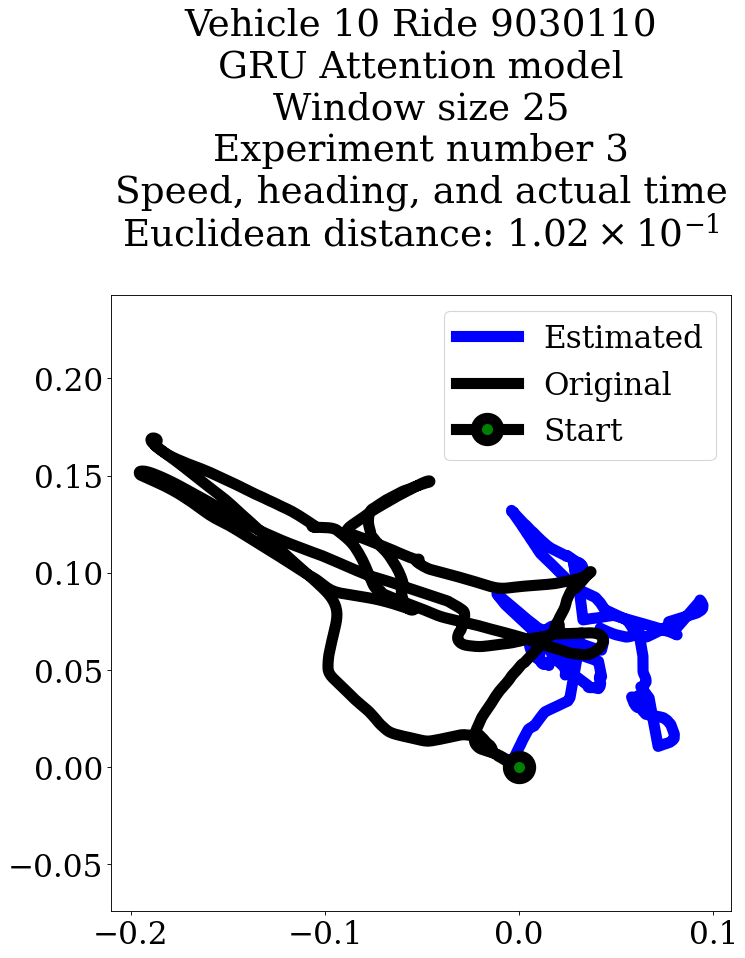 Vehicle 10 Ride 9030110
GRU Attention model
Window size 25
Experiment number 3
Speed, heading, and actual time
Euclidean distance: 1.02 × 10⁻¹
Estimated
Original
Start
0.20
0.15
0.10
0.05
0.00
−0.05
−0.2
−0.1
0.0
0.1